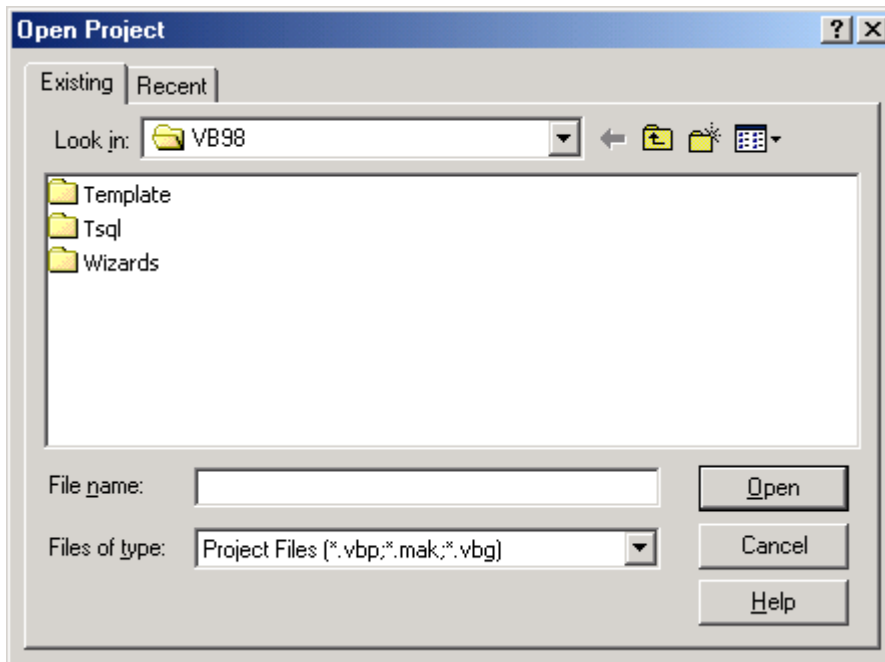 Open Project
Existing Recent
Look in: VB98
Template
Tsql
Wizards
File name: Open
Files of type: Project Files (*.vbp;*.mak;*.vbg) Cancel
Help